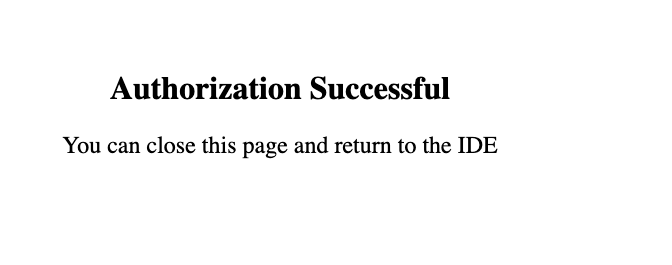 Authorization Successful
You can close this page and return to the IDE